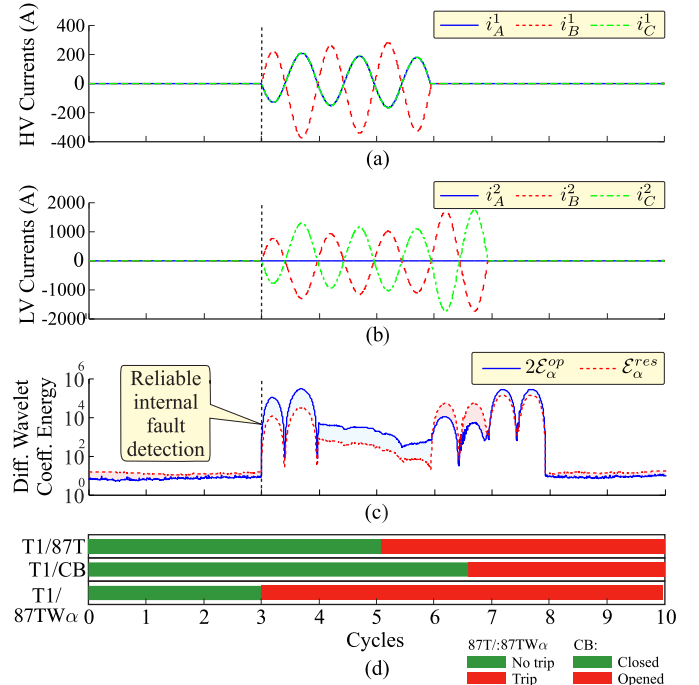 HV Currents (A)
400
200
0
-200
-400
i_A^1 i_B^1 i_C^1
(a)
LV Currents (A)
2000
1000
0
-1000
-2000
i_A^2 i_B^2 i_C^2
(b)
Diff. Wavelet
Coeff. Energy
10^6
10^4
10^2
10^0
Reliable
internal
fault
detection
2ℰ_α^op ℰ_α^res
(c)
T1/87T
T1/CB
T1/
87TWα
0 1 2 3 4 5 6 7 8 9 10
Cycles
(d)
87T/:87TWα CB:
No trip Closed
Trip Opened